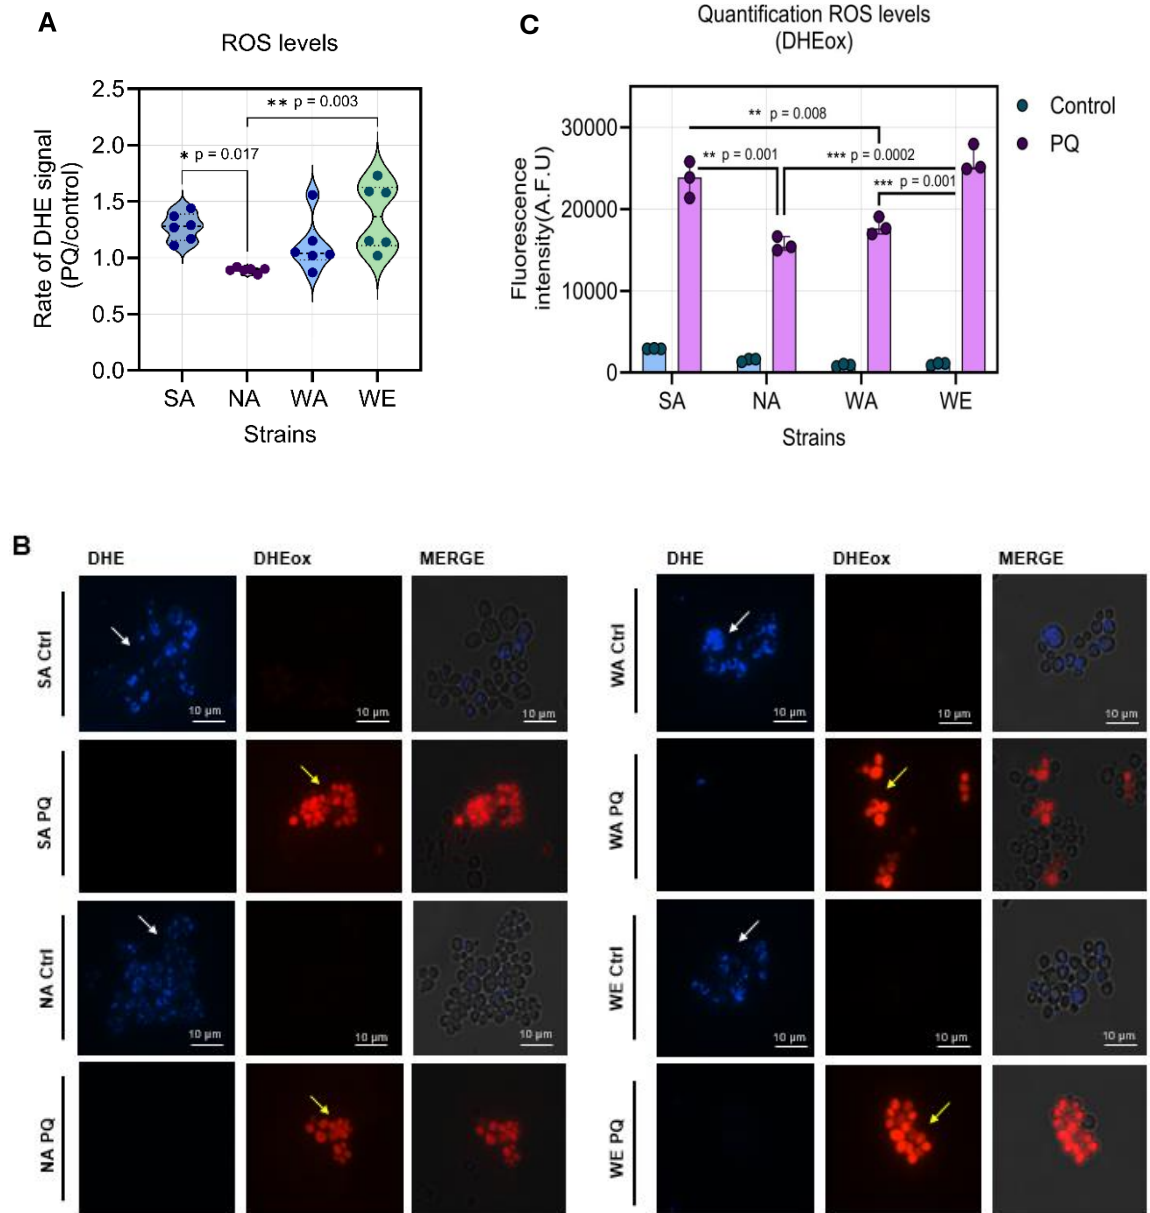 A
ROS levels
Rate of DHE signal
(PQ/control)
2.5
2.0
1.5
1.0
0.5
0.0
** p = 0.003
* p = 0.017
SA NA WA WE
Strains
C
Quantification ROS levels
(DHEox)
Fluorescence
intensity(A.F.U)
30000
20000
10000
0
** p = 0.008
** p = 0.001
*** p = 0.0002
*** p = 0.001
SA NA WA WE
Strains
Control
PQ
B
DHE DHEox MERGE
SA Ctrl
10 µm 10 µm 10 µm
SA PQ
NA Ctrl
10 µm 10 µm 10 µm
NA PQ
DHE DHEox MERGE
WA Ctrl
10 µm 10 µm 10 µm
WA PQ
WE Ctrl
10 µm 10 µm 10 µm
WE PQ